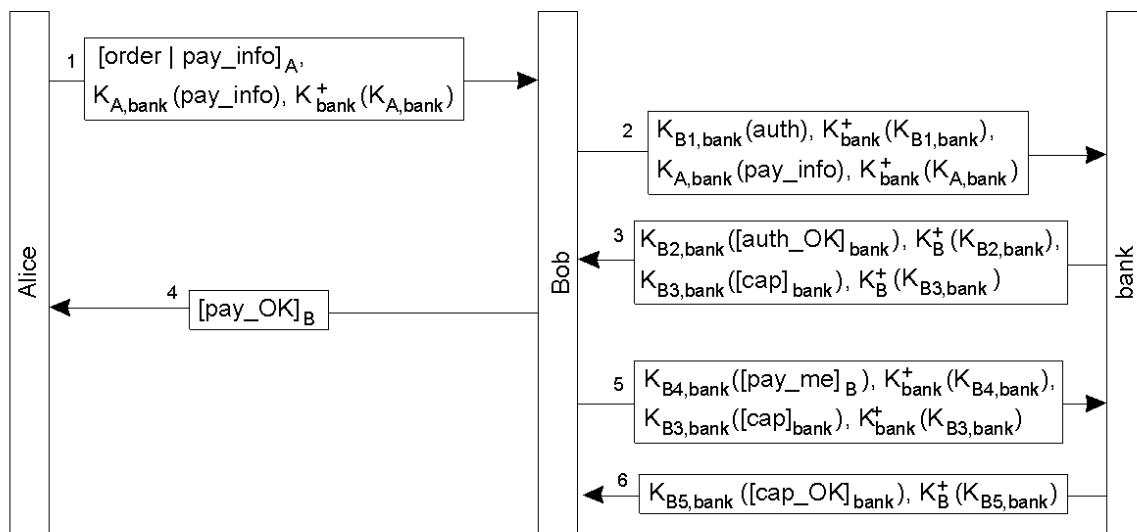 Alice
Bob
bank
1
[order | pay_info]A,
KA,bank(pay_info), K+bank(KA,bank)
2
KB1,bank(auth), K+bank(KB1,bank),
KA,bank(pay_info), K+bank(KA,bank)
3
KB2,bank([auth_OK]bank), K+B(KB2,bank),
KB3,bank([cap]bank), K+B(KB3,bank)
4
[pay_OK]B
5
KB4,bank([pay_me]B), K+bank(KB4,bank),
KB3,bank([cap]bank), K+bank(KB3,bank)
6
KB5,bank([cap_OK]bank), K+B(KB5,bank)